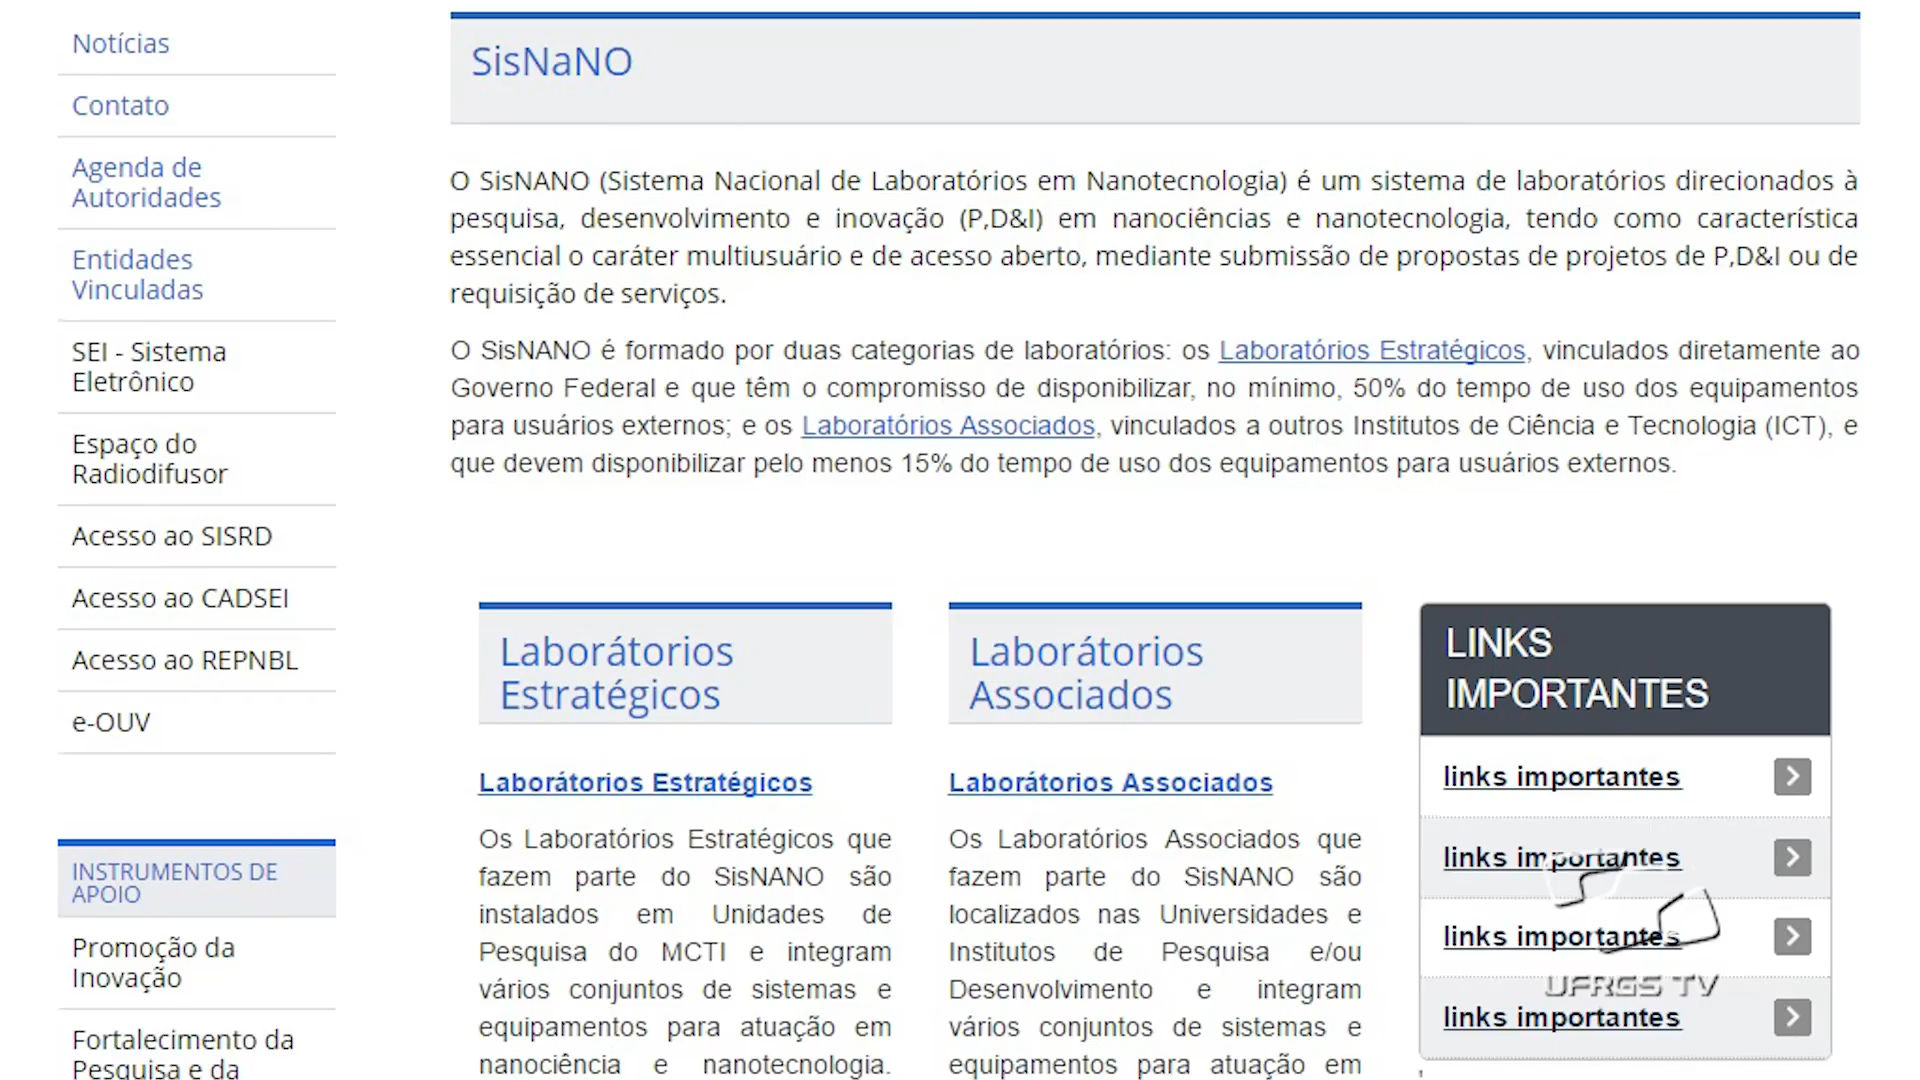 Notícias
Contato
Agenda de
Autoridades
Entidades
Vinculadas
SEI - Sistema
Eletrônico
Espaço do
Radiodifusor
Acesso ao SISRD
Acesso ao CADSEI
Acesso ao REPNBL
e-OUV
INSTRUMENTOS DE
APOIO
Promoção da
Inovação
Fortalecimento da
Pesquisa e da
SisNaNO
O SisNANO (Sistema Nacional de Laboratórios em Nanotecnologia) é um sistema de laboratórios direcionados à
pesquisa, desenvolvimento e inovação (P,D&I) em nanociências e nanotecnologia, tendo como característica
essencial o caráter multiusuário e de acesso aberto, mediante submissão de propostas de projetos de P,D&I ou de
requisição de serviços.
O SisNANO é formado por duas categorias de laboratórios: os Laboratórios Estratégicos, vinculados diretamente ao
Governo Federal e que têm o compromisso de disponibilizar, no mínimo, 50% do tempo de uso dos equipamentos
para usuários externos; e os Laboratórios Associados, vinculados a outros Institutos de Ciência e Tecnologia (ICT), e
que devem disponibilizar pelo menos 15% do tempo de uso dos equipamentos para usuários externos.
Laborátorios
Estratégicos
Laborátorios Estratégicos
Os Laboratórios Estratégicos que
fazem parte do SisNANO são
instalados em Unidades de
Pesquisa do MCTI e integram
vários conjuntos de sistemas e
equipamentos para atuação em
nanociência e nanotecnologia.
Laborátorios
Associados
Laborátorios Associados
Os Laboratórios Associados que
fazem parte do SisNANO são
localizados nas Universidades e
Institutos de Pesquisa e/ou
Desenvolvimento e integram
vários conjuntos de sistemas e
equipamentos para atuação em
LINKS
IMPORTANTES
links importantes
links importantes
links importantes
links importantes
UFRGS TV